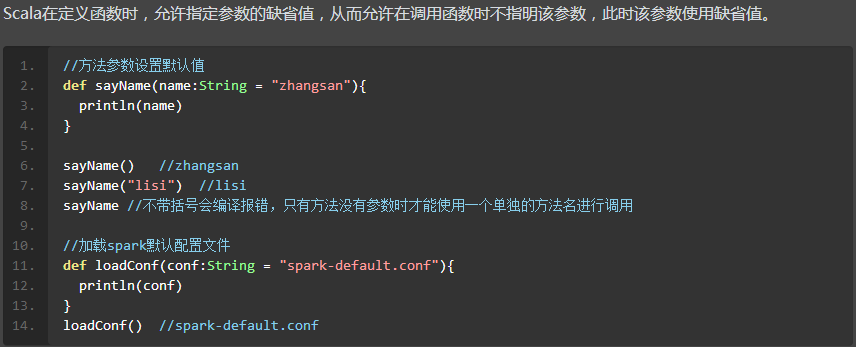 Scala在定义函数时，允许指定参数的缺省值，从而允许在调用函数时不指明该参数，此时该参数使用缺省值。
1. //方法参数设置默认值
2. def sayName(name:String = "zhangsan"){
3.   println(name)
4. }
5.
6. sayName()   //zhangsan
7. sayName("lisi")  //lisi
8. sayName //不带括号会编译报错，只有方法没有参数时才能使用一个单独的方法名进行调用
9.
10. //加载spark默认配置文件
11. def loadConf(conf:String = "spark-default.conf"){
12.   println(conf)
13. }
14. loadConf()  //spark-default.conf